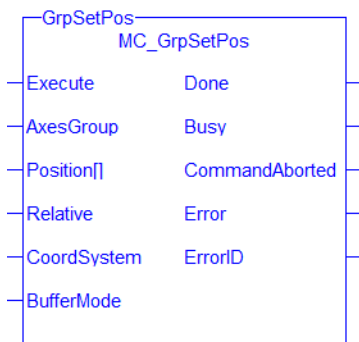 GrpSetPos
MC_GrpSetPos
Execute Done
AxesGroup Busy
Position[] CommandAborted
Relative Error
CoordSystem ErrorID
BufferMode